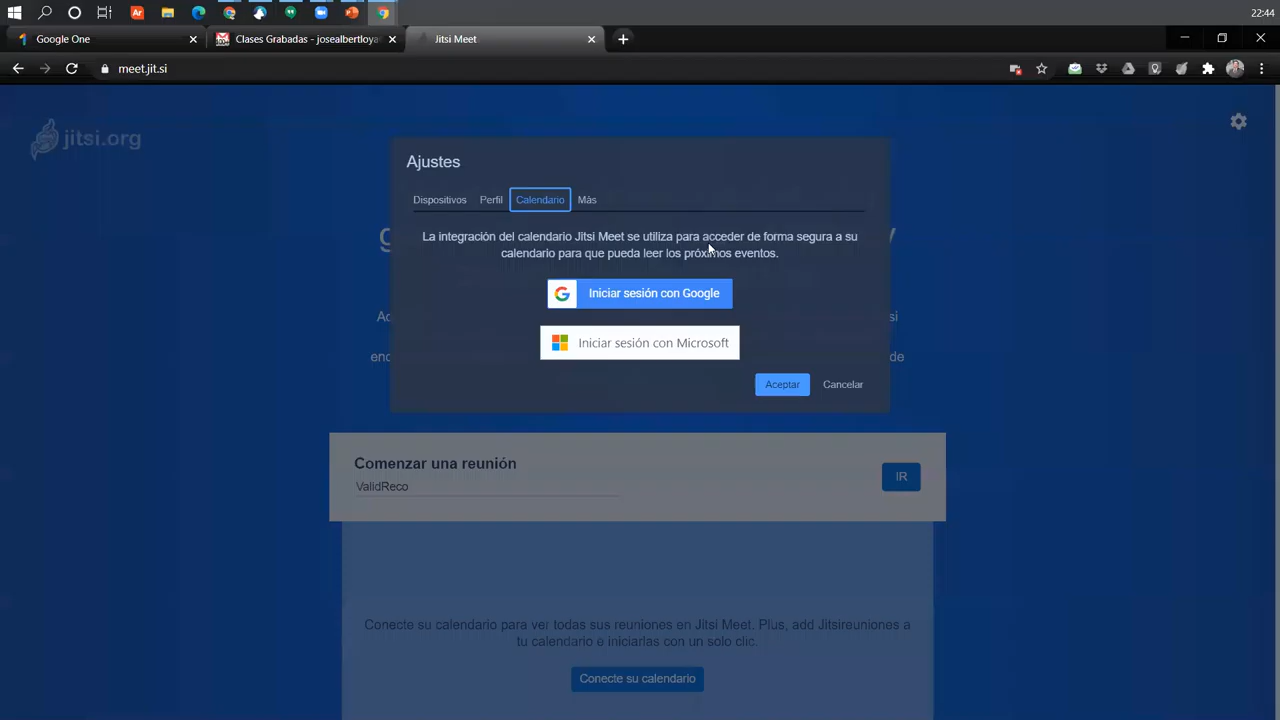 22:44
Google One
Clases Grabadas - josealbertloya
Jitsi Meet
meet.jit.si
jitsi.org
Ajustes
Dispositivos Perfil Calendario Más
La integración del calendario Jitsi Meet se utiliza para acceder de forma segura a su
calendario para que pueda leer los próximos eventos.
Iniciar sesión con Google
Iniciar sesión con Microsoft
Aceptar Cancelar
Comenzar una reunión
ValidReco
IR
Conecte su calendario para ver todas sus reuniones en Jitsi Meet. Plus, add Jitsireuniones a
tu calendario e iniciarlas con un solo clic.
Conecte su calendario